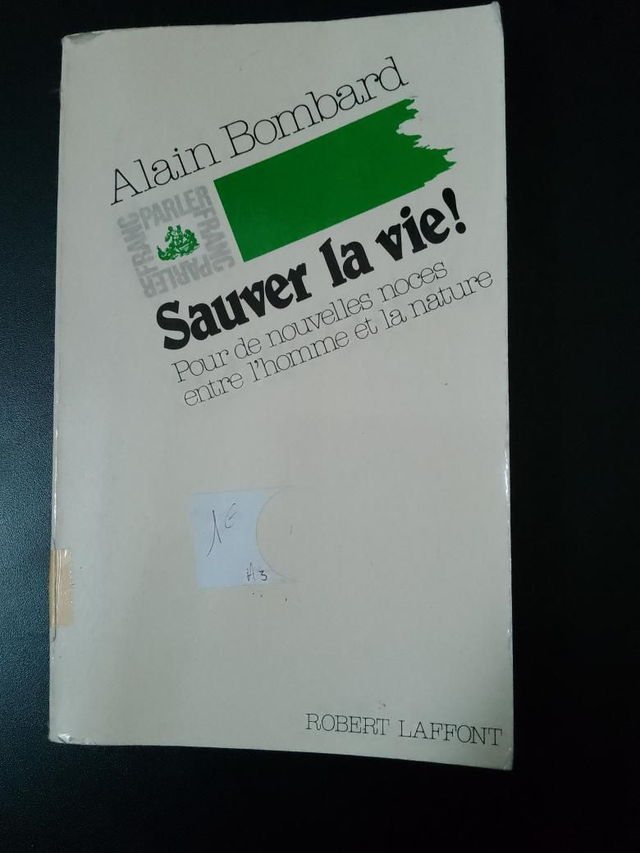 Alain Bombard
PARLER
FRANC
PARLER
FRANC
Sauver la vie!
Pour de nouvelles noces
entre l'homme et la nature
1€
A3
ROBERT LAFFONT